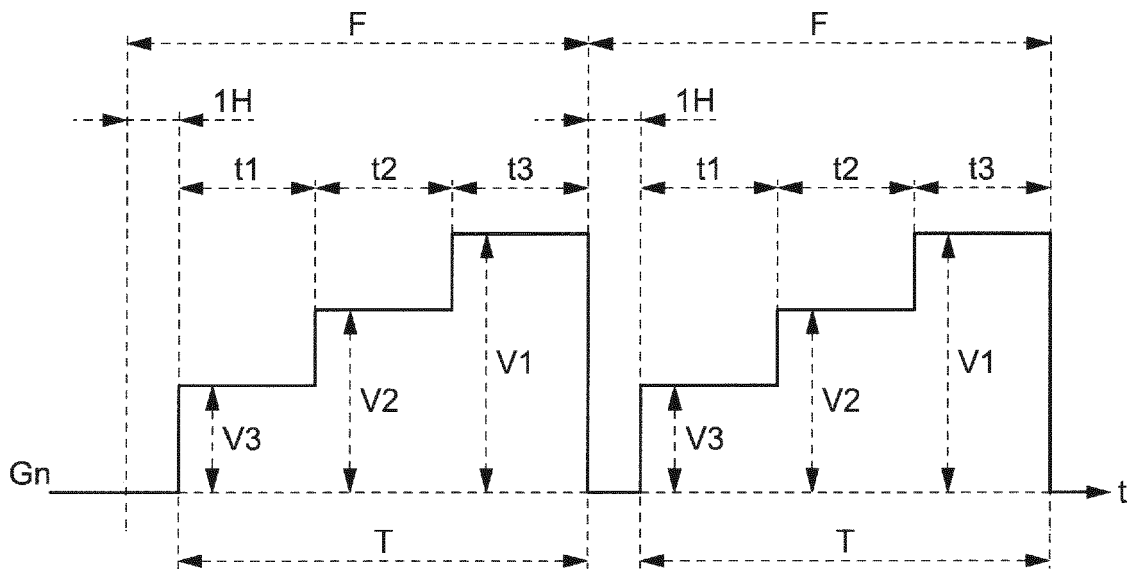 F F
1H 1H
t1 t2 t3 t1 t2 t3
V1 V1
V2 V2
V3 V3
Gn t
T T